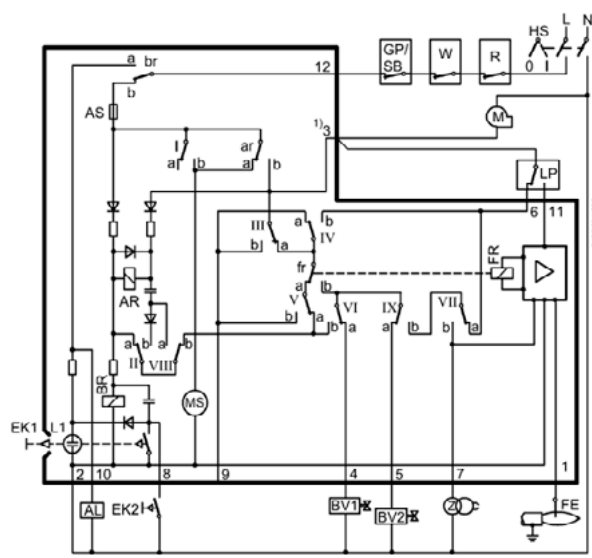 L N
HS
GP/
SB
W
R
0 I
a br
12
b
AS
M
1)3
I
ar
a b a b
LP
6 11
a b
III IV
b a
fr
FR
AR
a
V b
VI IX VII
b a
a b a b
b a a b b a
II VIII
BR
MS
EK1 L1
2 10 8 9 4 5 7 1
AL
EK2
BV1
BV2
Z
FE